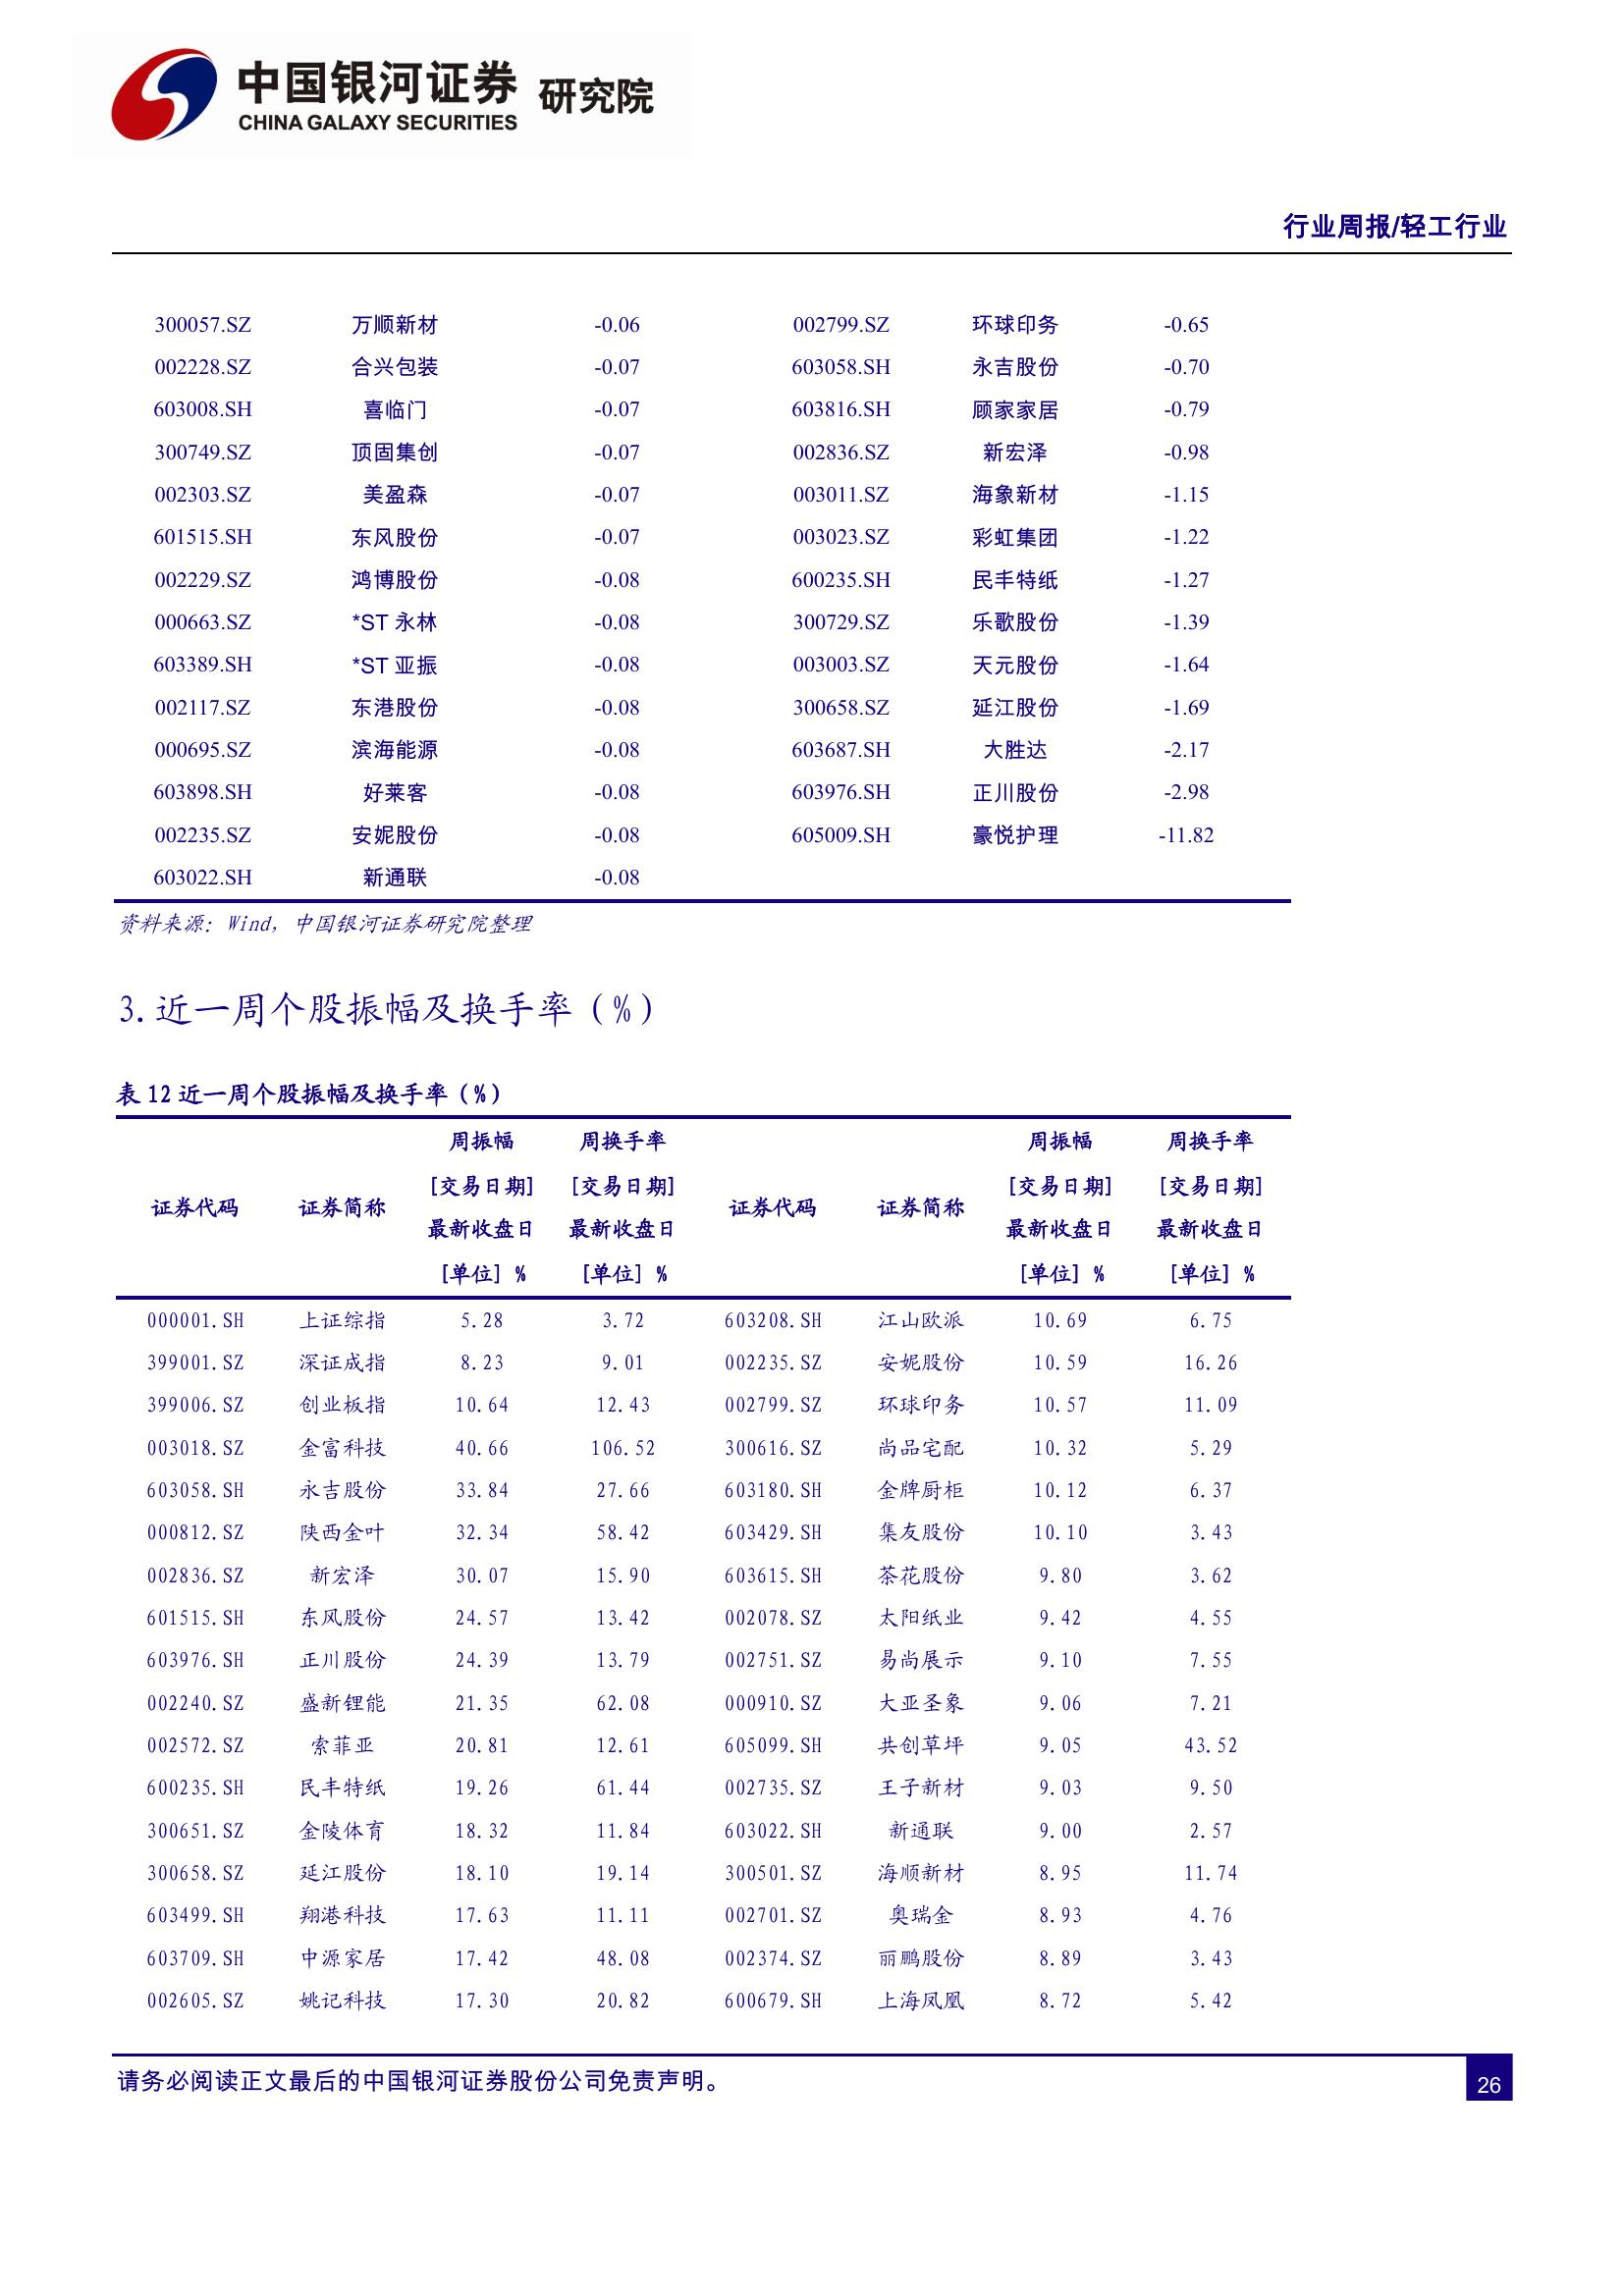 中国银河证券 研究院
CHINA GALAXY SECURITIES
行业周报/轻工行业
300057.SZ 万顺新材 -0.06 002799.SZ 环球印务 -0.65
002228.SZ 合兴包装 -0.07 603058.SH 永吉股份 -0.70
603008.SH 喜临门 -0.07 603816.SH 顾家家居 -0.79
300749.SZ 顶固集创 -0.07 002836.SZ 新宏泽 -0.98
002303.SZ 美盈森 -0.07 003011.SZ 海象新材 -1.15
601515.SH 东风股份 -0.07 003023.SZ 彩虹集团 -1.22
002229.SZ 鸿博股份 -0.08 600235.SH 民丰特纸 -1.27
000663.SZ *ST 永林 -0.08 300729.SZ 乐歌股份 -1.39
603389.SH *ST 亚振 -0.08 003003.SZ 天元股份 -1.64
002117.SZ 东港股份 -0.08 300658.SZ 延江股份 -1.69
000695.SZ 滨海能源 -0.08 603687.SH 大胜达 -2.17
603898.SH 好莱客 -0.08 603976.SH 正川股份 -2.98
002235.SZ 安妮股份 -0.08 605009.SH 豪悦护理 -11.82
603022.SH 新通联 -0.08
资料来源：Wind，中国银河证券研究院整理
3.近一周个股振幅及换手率（%）
表 12 近一周个股振幅及换手率（%）
周振幅 周换手率 周振幅 周换手率
[交易日期] [交易日期] [交易日期] [交易日期]
证券代码 证券简称 证券代码 证券简称
最新收盘日 最新收盘日 最新收盘日 最新收盘日
[单位] % [单位] % [单位] % [单位] %
000001.SH 上证综指 5.28 3.72 603208.SH 江山欧派 10.69 6.75
399001.SZ 深证成指 8.23 9.01 002235.SZ 安妮股份 10.59 16.26
399006.SZ 创业板指 10.64 12.43 002799.SZ 环球印务 10.57 11.09
003018.SZ 金富科技 40.66 106.52 300616.SZ 尚品宅配 10.32 5.29
603058.SH 永吉股份 33.84 27.66 603180.SH 金牌厨柜 10.12 6.37
000812.SZ 陕西金叶 32.34 58.42 603429.SH 集友股份 10.10 3.43
002836.SZ 新宏泽 30.07 15.90 603615.SH 茶花股份 9.80 3.62
601515.SH 东风股份 24.57 13.42 002078.SZ 太阳纸业 9.42 4.55
603976.SH 正川股份 24.39 13.79 002751.SZ 易尚展示 9.10 7.55
002240.SZ 盛新锂能 21.35 62.08 000910.SZ 大亚圣象 9.06 7.21
002572.SZ 索菲亚 20.81 12.61 605099.SH 共创草坪 9.05 43.52
600235.SH 民丰特纸 19.26 61.44 002735.SZ 王子新材 9.03 9.50
300651.SZ 金陵体育 18.32 11.84 603022.SH 新通联 9.00 2.57
300658.SZ 延江股份 18.10 19.14 300501.SZ 海顺新材 8.95 11.74
603499.SH 翔港科技 17.63 11.11 002701.SZ 奥瑞金 8.93 4.76
603709.SH 中源家居 17.42 48.08 002374.SZ 丽鹏股份 8.89 3.43
002605.SZ 姚记科技 17.30 20.82 600679.SH 上海凤凰 8.72 5.42
请务必阅读正文最后的中国银河证券股份公司免责声明。
26